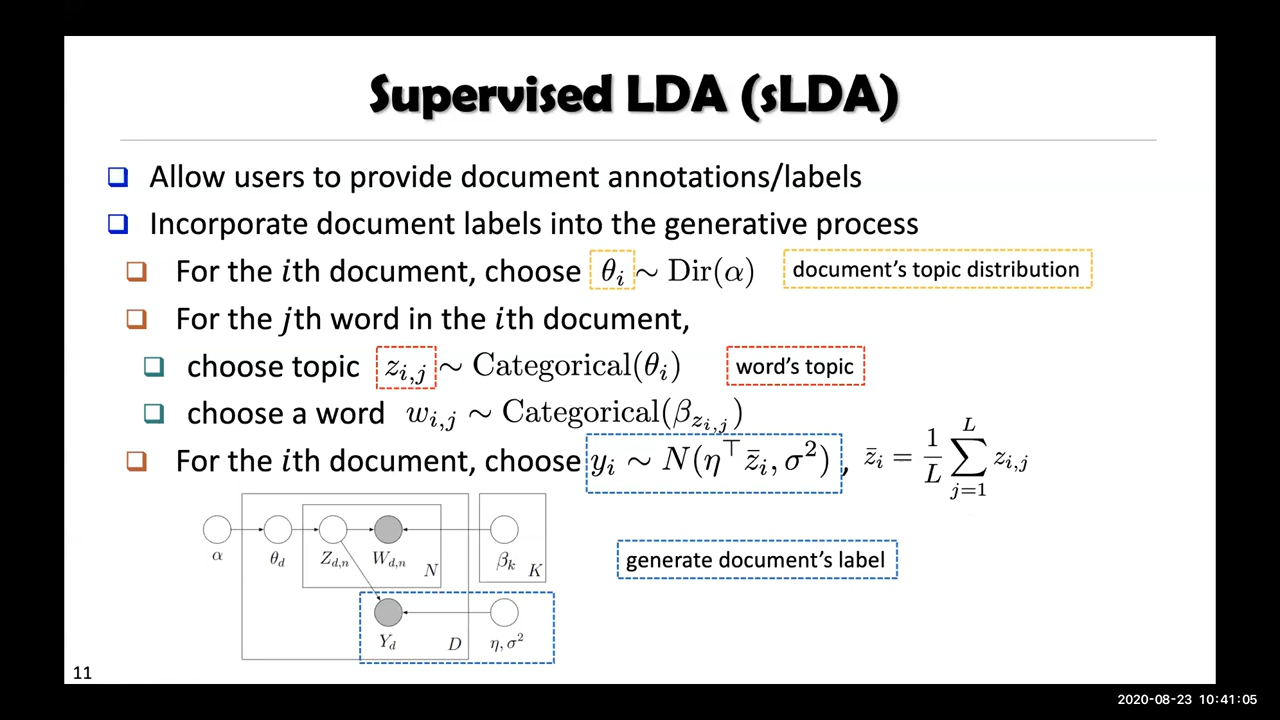 Supervised LDA (sLDA)
Allow users to provide document annotations/labels
Incorporate document labels into the generative process
For the ith document, choose θ_i ~ Dir(α) document's topic distribution
For the jth word in the ith document,
choose topic z_{i,j} ~ Categorical(θ_i) word's topic
choose a word w_{i,j} ~ Categorical(β_{z_{i,j}})
For the ith document, choose y_i ~ N(η^⊤ z̄_i, σ^2) , z̄_i = \frac{1}{L} \sum_{j=1}^{L} z_{i,j}
α θ_d Z_{d,n} W_{d,n} N β_k K
generate document's label
Y_d D η, σ^2
11
2020-08-23 10:41:05